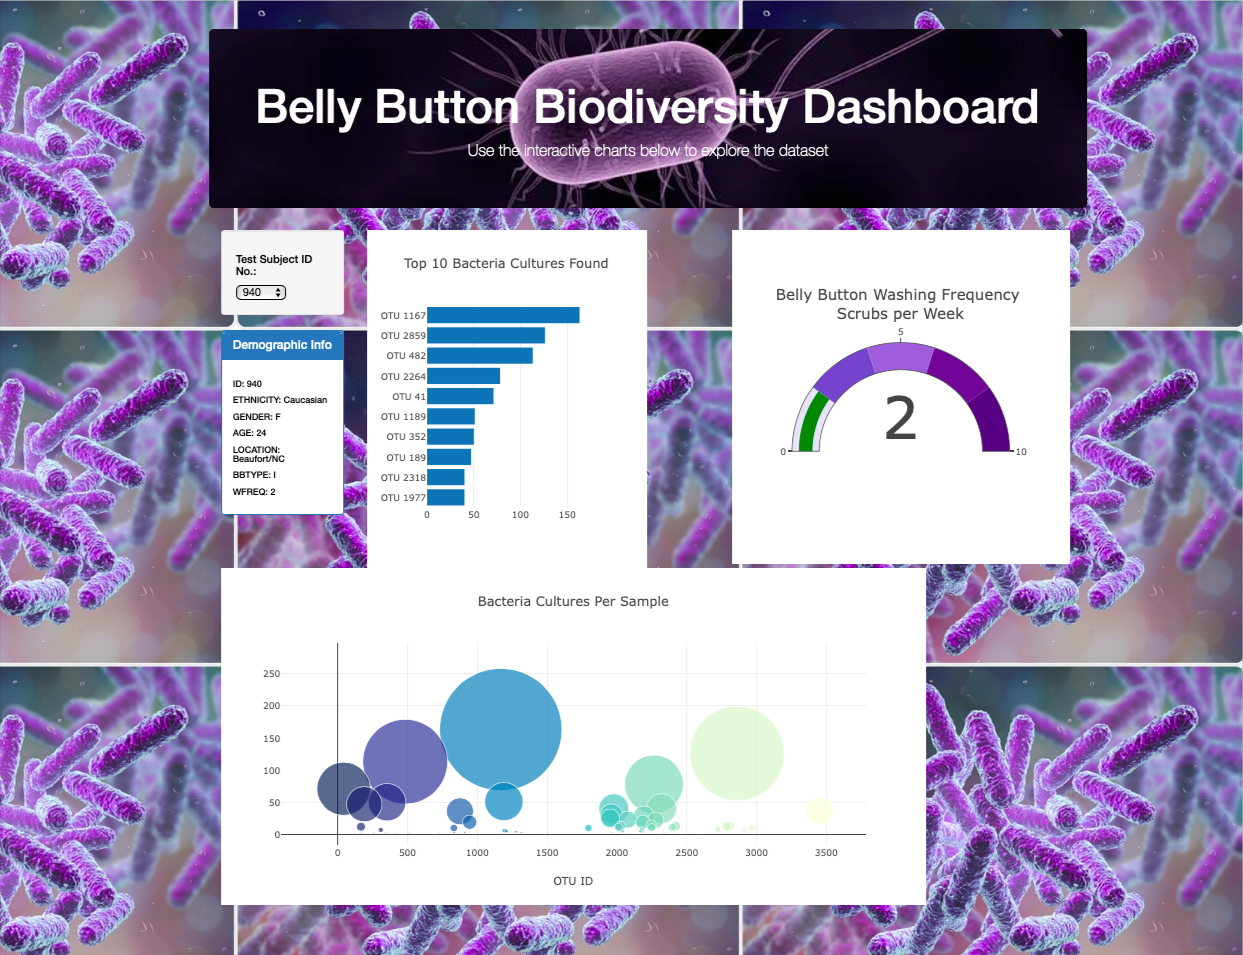 Belly Button Biodiversity Dashboard
Use the interactive charts below to explore the dataset
Test Subject ID
No.:
940
Demographic Info
ID: 940
ETHNICITY: Caucasian
GENDER: F
AGE: 24
LOCATION:
Beaufort/NC
BBTYPE: I
WFREQ: 2
Top 10 Bacteria Cultures Found
OTU 1167
OTU 2859
OTU 482
OTU 2264
OTU 41
OTU 1189
OTU 352
OTU 189
OTU 2318
OTU 1977
0 50 100 150
Belly Button Washing Frequency
Scrubs per Week
5
2
0 10
Bacteria Cultures Per Sample
250
200
150
100
50
0
0 500 1000 1500 2000 2500 3000 3500
OTU ID